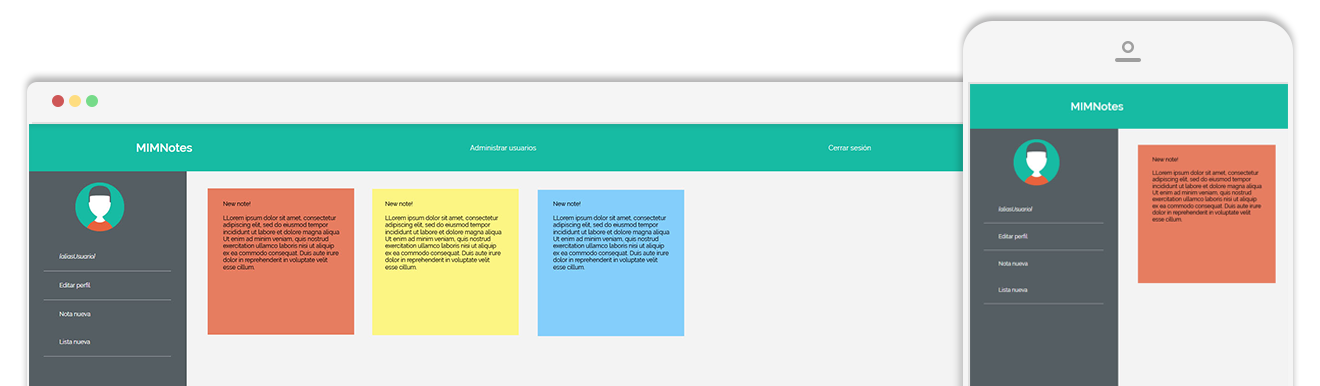 MIMNotes
Administrar usuarios
Cerrar sesión
[aliasUsuario]
Editar perfil
Nota nueva
Lista nueva
New note!
LLorem ipsum dolor sit amet, consectetur
adipiscing elit, sed do eiusmod tempor
incididunt ut labore et dolore magna aliqua
Ut enim ad minim veniam, quis nostrud
exercitation ullamco laboris nisi ut aliquip
ex ea commodo consequat. Duis aute irure
dolor in reprehenderit in voluptate velit
esse cillum.
New note!
LLorem ipsum dolor sit amet, consectetur
adipiscing elit, sed do eiusmod tempor
incididunt ut labore et dolore magna aliqua
Ut enim ad minim veniam, quis nostrud
exercitation ullamco laboris nisi ut aliquip
ex ea commodo consequat. Duis aute irure
dolor in reprehenderit in voluptate velit
esse cillum.
New note!
LLorem ipsum dolor sit amet, consectetur
adipiscing elit, sed do eiusmod tempor
incididunt ut labore et dolore magna aliqua
Ut enim ad minim veniam, quis nostrud
exercitation ullamco laboris nisi ut aliquip
ex ea commodo consequat. Duis aute irure
dolor in reprehenderit in voluptate velit
esse cillum.
MIMNotes
[aliasUsuario]
Editar perfil
Nota nueva
Lista nueva
New note!
LLorem ipsum dolor sit amet, consectetur
adipiscing elit, sed do eiusmod tempor
incididunt ut labore et dolore magna aliqua
Ut enim ad minim veniam, quis nostrud
exercitation ullamco laboris nisi ut aliquip
ex ea commodo consequat. Duis aute irure
dolor in reprehenderit in voluptate velit
esse cillum.